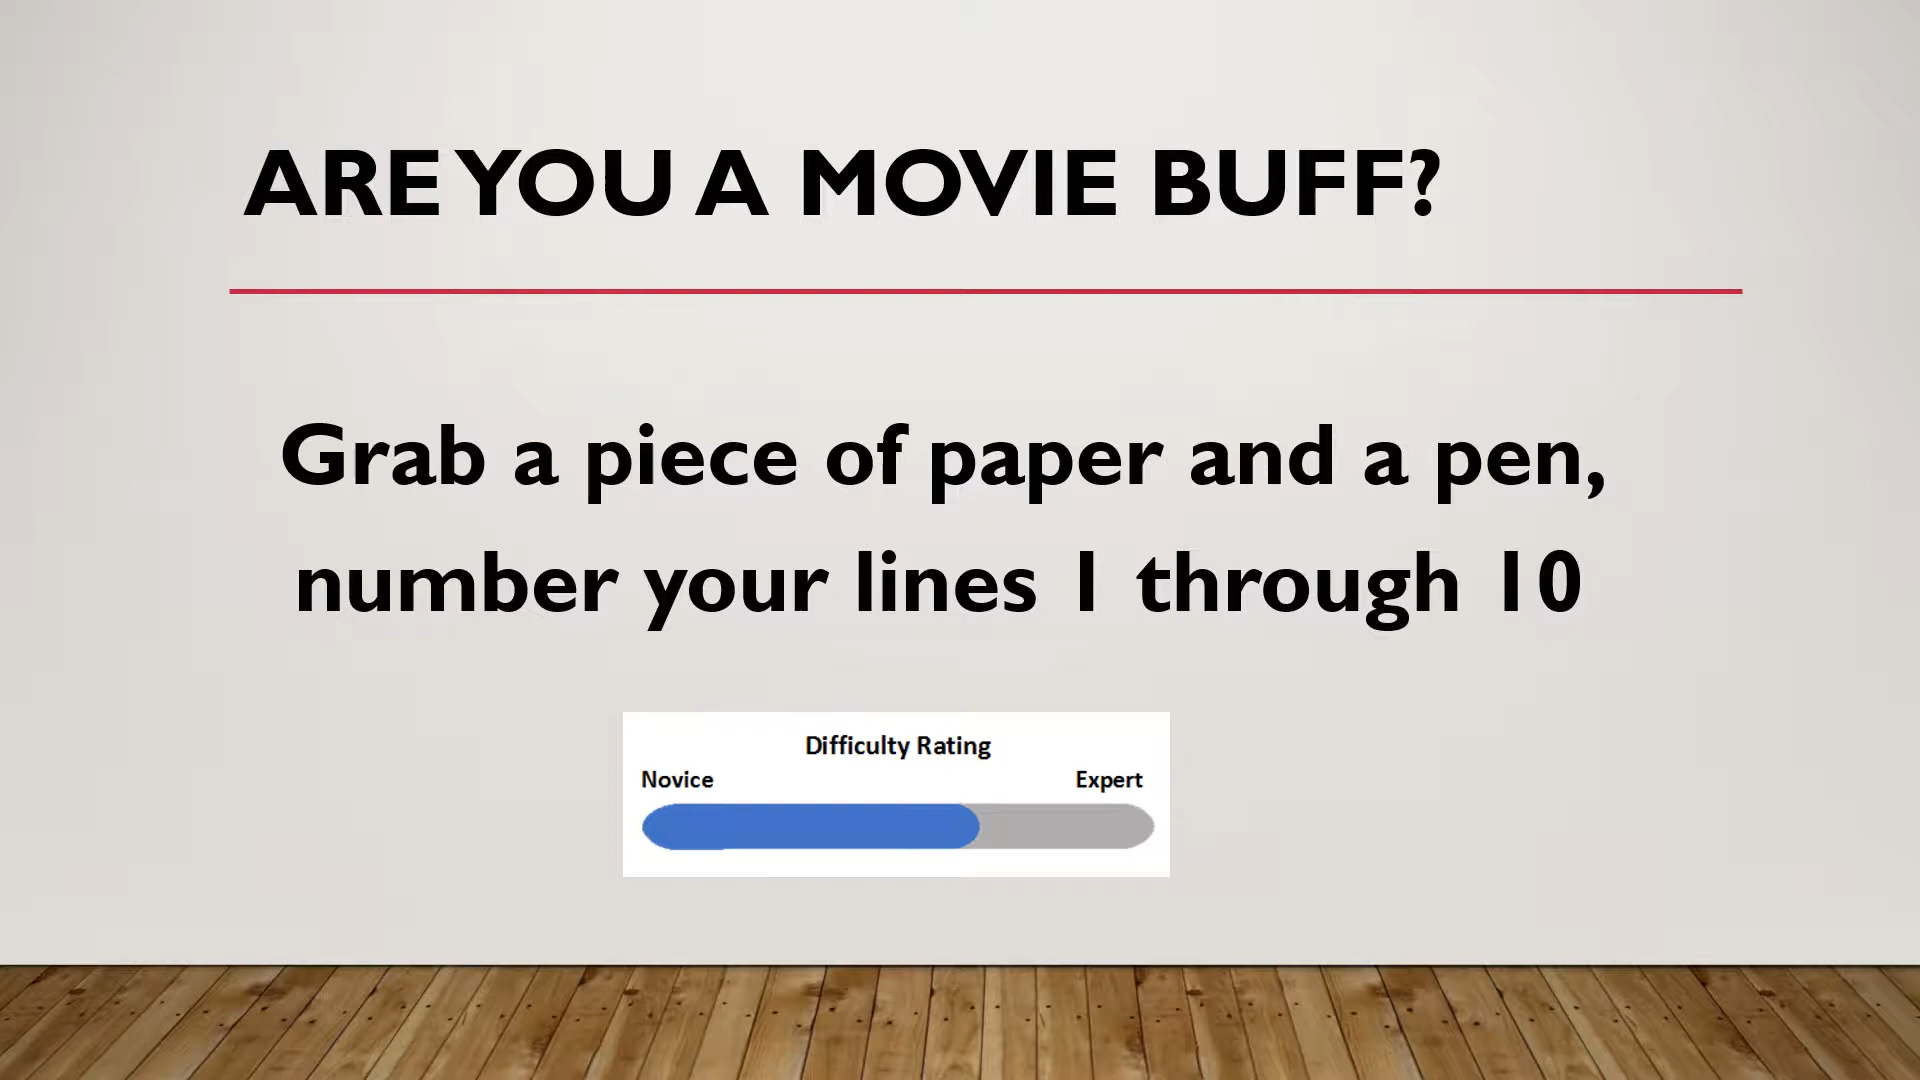 ARE YOU A MOVIE BUFF?
Grab a piece of paper and a pen,
number your lines 1 through 10
Difficulty Rating
Novice Expert